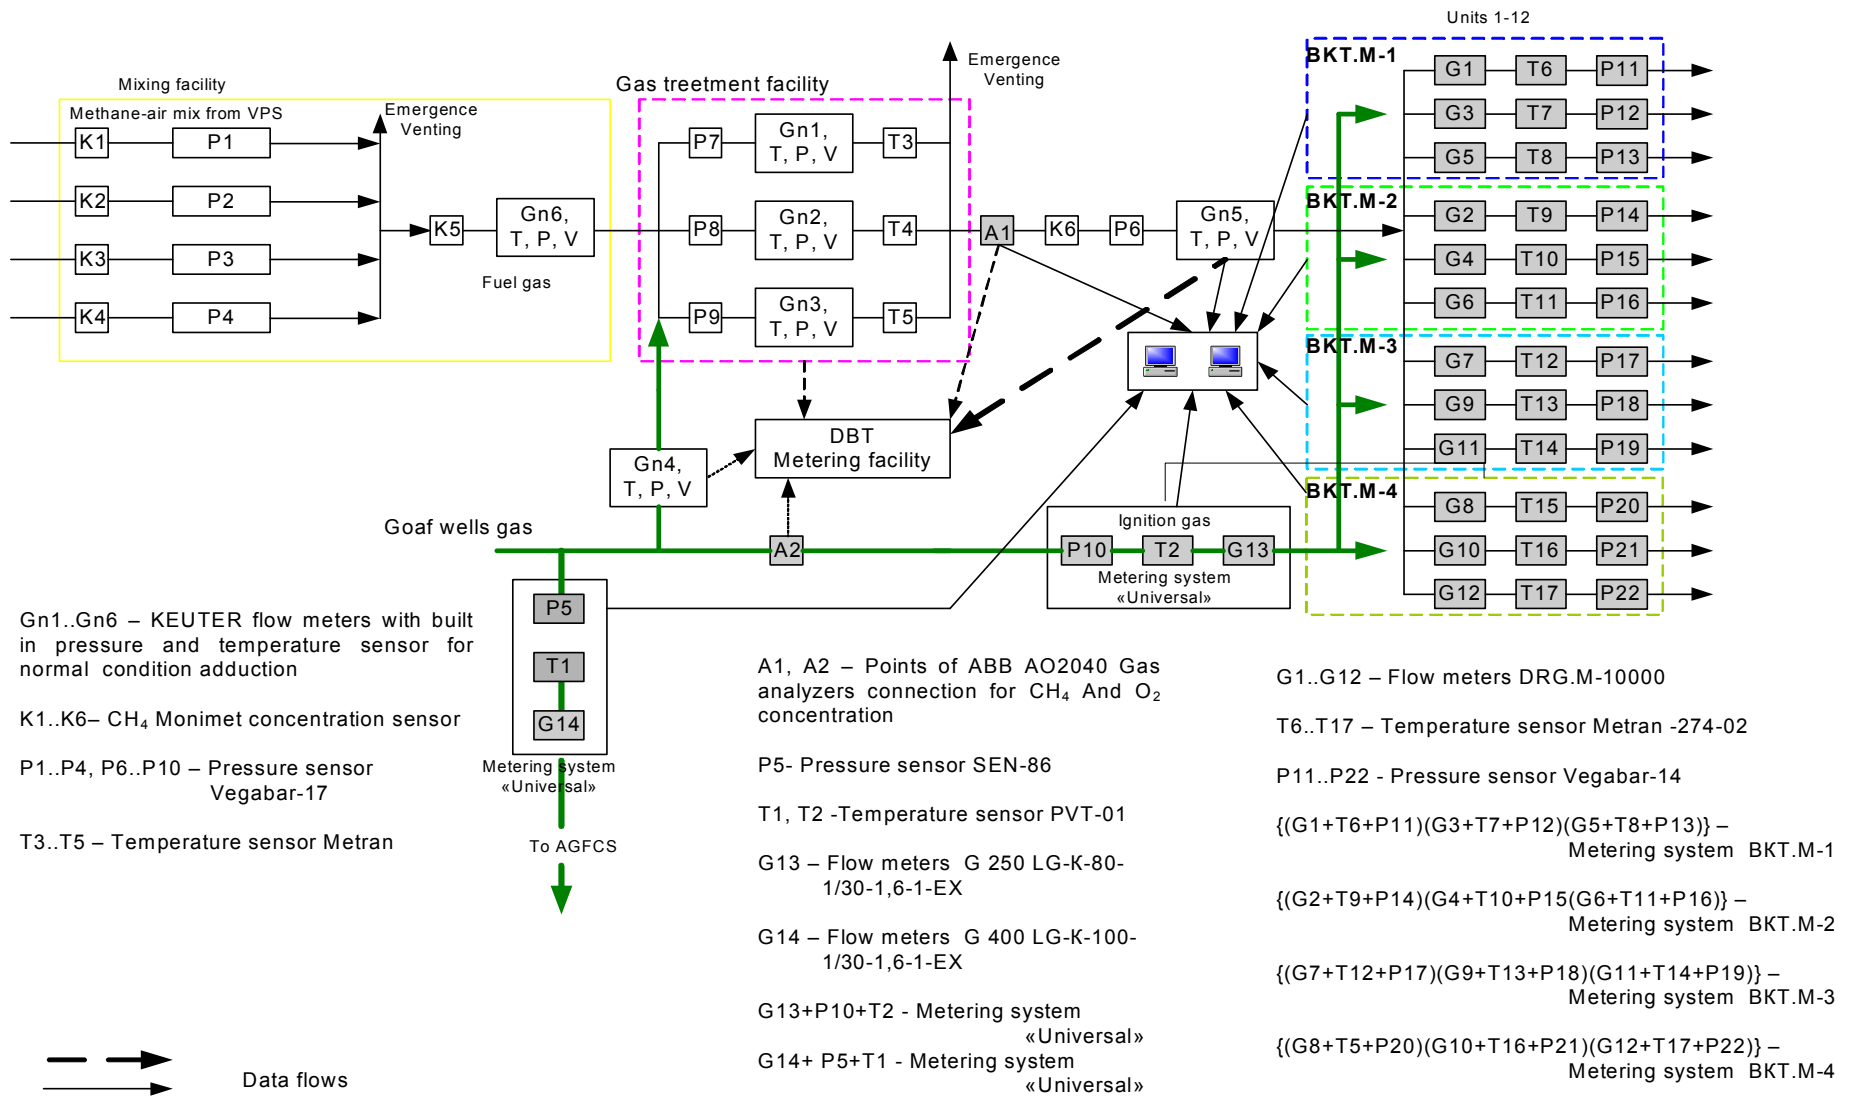 Units 1-12
Mixing facility
Gas treetment facility
Emergence
Venting
Methane-air mix from VPS
Emergence
Venting
K1
P1
K2
P2
K3
P3
K4
P4
K5
Gn6,
T, P, V
Fuel gas
P7
Gn1,
T, P, V
T3
P8
Gn2,
T, P, V
T4
P9
Gn3,
T, P, V
T5
A1
K6
P6
Gn5,
T, P, V
BKT.M-1
G1
T6
P11
G3
T7
P12
G5
T8
P13
BKT.M-2
G2
T9
P14
G4
T10
P15
G6
T11
P16
BKT.M-3
G7
T12
P17
G9
T13
P18
G11
T14
P19
BKT.M-4
G8
T15
P20
G10
T16
P21
G12
T17
P22
DBT
Metering facility
Gn4,
T, P, V
Goaf wells gas
A2
Ignition gas
P10
T2
G13
Metering system
«Universal»
P5
T1
G14
Metering system
«Universal»
To AGFCS
Gn1..Gn6 – KEUTER flow meters with built
in pressure and temperature sensor for
normal condition adduction
K1..K6– CH₄ Monimet concentration sensor
P1..P4, P6..P10 – Pressure sensor
Vegabar-17
T3..T5 – Temperature sensor Metran
Data flows
A1, A2 – Points of ABB AO2040 Gas
analyzers connection for CH₄ And O₂
concentration
P5- Pressure sensor SEN-86
T1, T2 -Temperature sensor PVT-01
G13 – Flow meters G 250 LG-К-80-
1/30-1,6-1-EX
G14 – Flow meters G 400 LG-К-100-
1/30-1,6-1-EX
G13+P10+T2 - Metering system
«Universal»
G14+ P5+T1 - Metering system
«Universal»
G1..G12 – Flow meters DRG.M-10000
T6..T17 – Temperature sensor Metran -274-02
P11..P22 - Pressure sensor Vegabar-14
{(G1+T6+P11)(G3+T7+P12)(G5+T8+P13)} –
Metering system BKT.M-1
{(G2+T9+P14)(G4+T10+P15(G6+T11+P16)} –
Metering system BKT.M-2
{(G7+T12+P17)(G9+T13+P18)(G11+T14+P19)} –
Metering system BKT.M-3
{(G8+T5+P20)(G10+T16+P21)(G12+T17+P22)} –
Metering system BKT.M-4